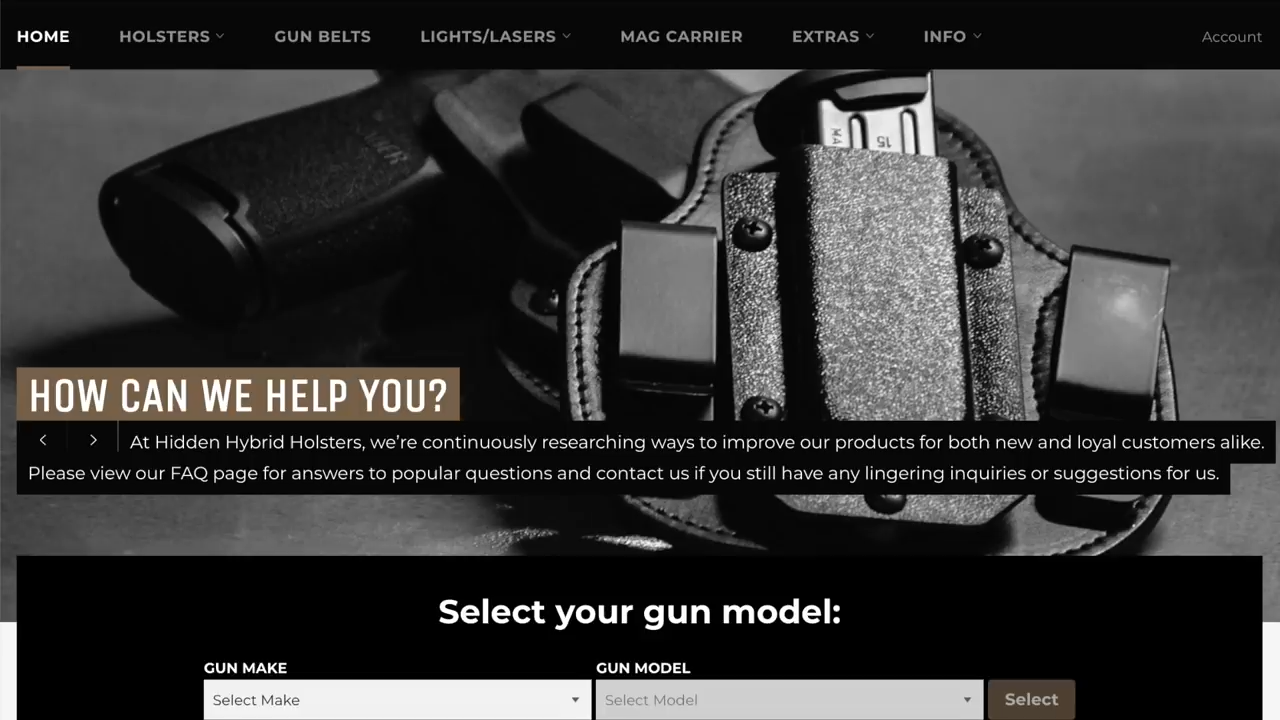 HOME HOLSTERS GUN BELTS LIGHTS/LASERS MAG CARRIER EXTRAS INFO Account
15
HOW CAN WE HELP YOU?
At Hidden Hybrid Holsters, we’re continuously researching ways to improve our products for both new and loyal customers alike.
Please view our FAQ page for answers to popular questions and contact us if you still have any lingering inquiries or suggestions for us.
Select your gun model:
GUN MAKE GUN MODEL
Select Make Select Model Select